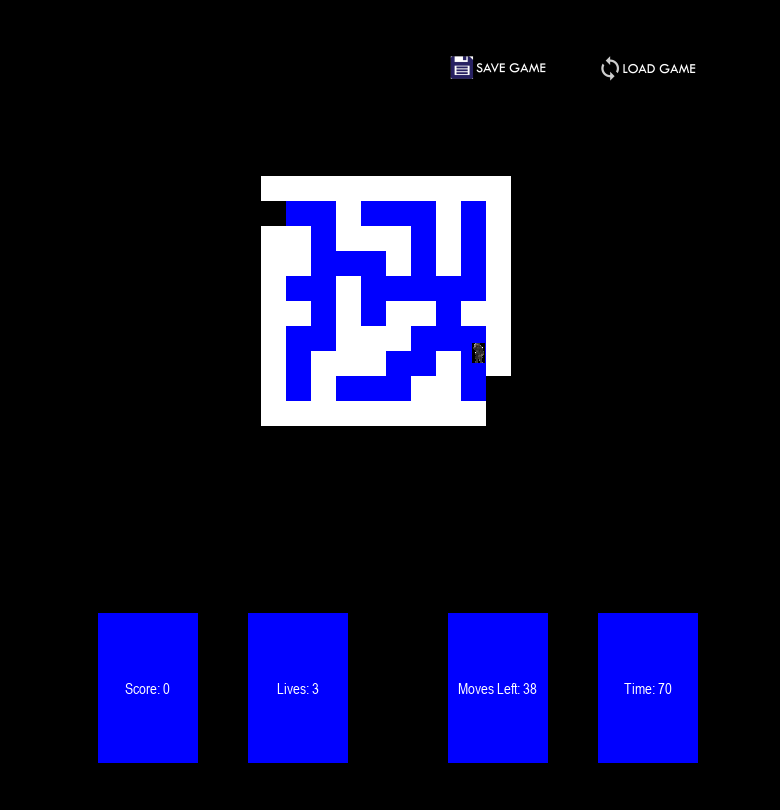 SAVE GAME
LOAD GAME
Score: 0
Lives: 3
Moves Left: 38
Time: 70